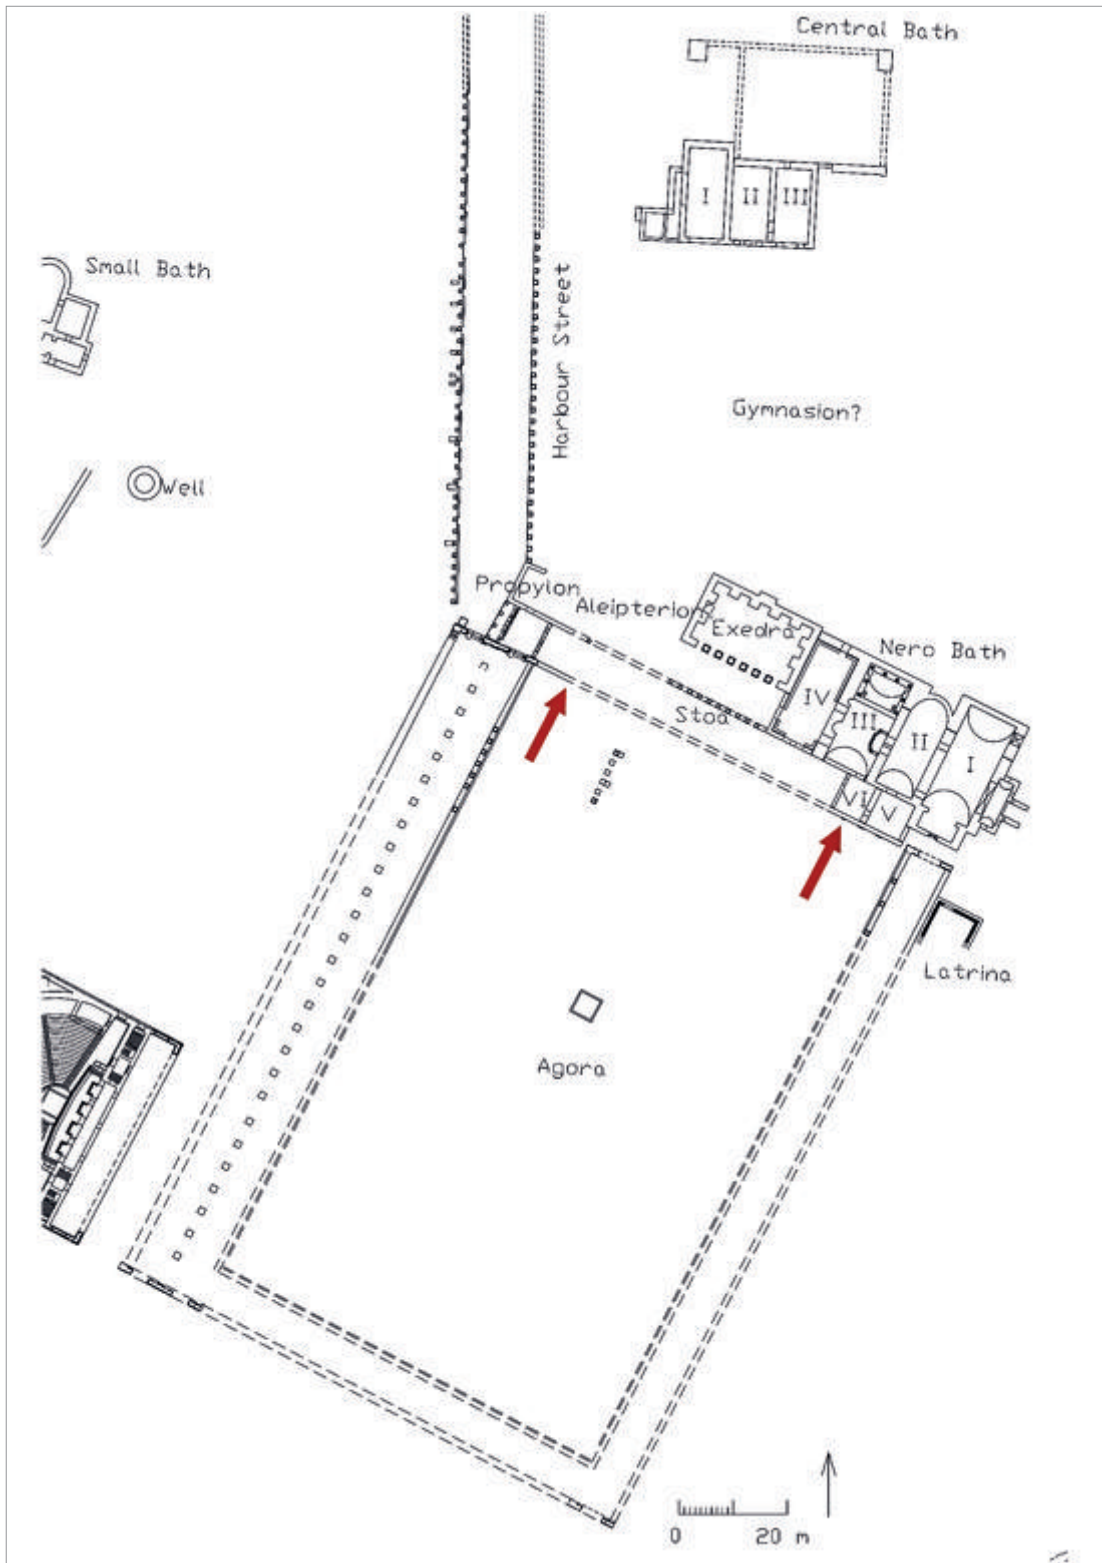 Central Bath
I
II
III
Small Bath
Harbour Street
Gymnasion?
Well
Propylon
Aleipterion?
Exedra
Nero Bath
IV
III
II
I
Stoa
VI
V
Latrina
Agora
0 20 m